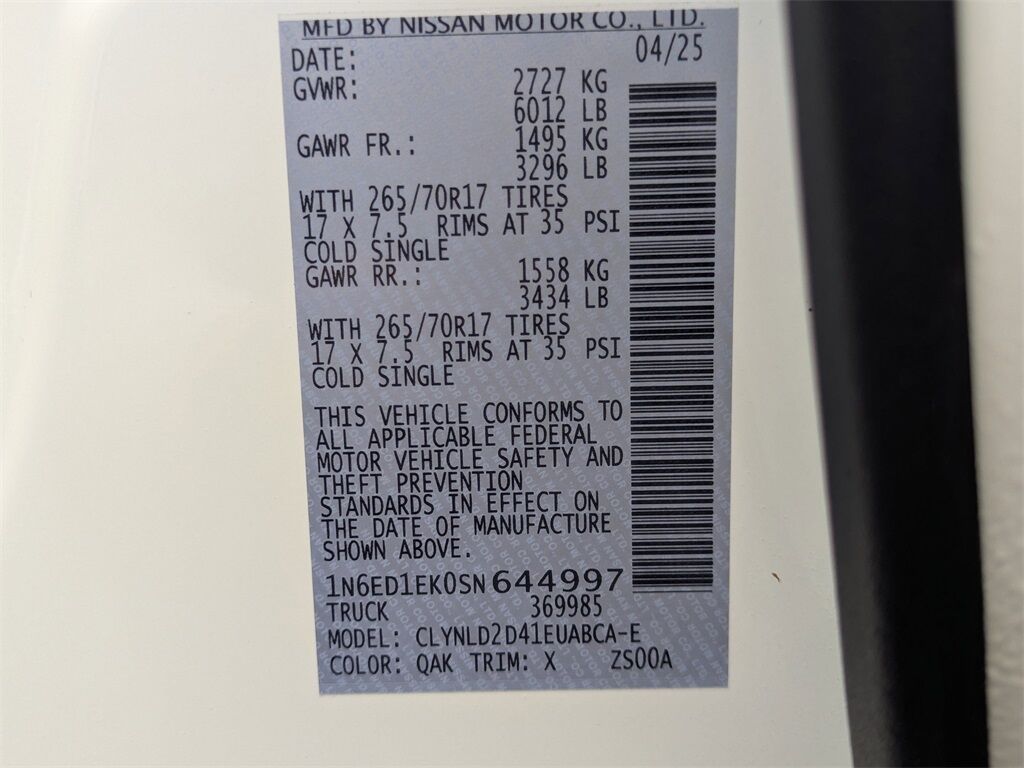 MFD BY NISSAN MOTOR CO., LTD.
DATE: 04/25
GVWR: 2727 KG
6012 LB
GAWR FR.: 1495 KG
3296 LB
WITH 265/70R17 TIRES
17 X 7.5 RIMS AT 35 PSI
COLD SINGLE
GAWR RR.: 1558 KG
3434 LB
WITH 265/70R17 TIRES
17 X 7.5 RIMS AT 35 PSI
COLD SINGLE
THIS VEHICLE CONFORMS TO
ALL APPLICABLE FEDERAL
MOTOR VEHICLE SAFETY AND
THEFT PREVENTION
STANDARDS IN EFFECT ON
THE DATE OF MANUFACTURE
SHOWN ABOVE.
1N6ED1EK0SN644997
TRUCK 369985
MODEL: CLYNLD2D41EUABCA-E
COLOR: QAK TRIM: X ZS00A